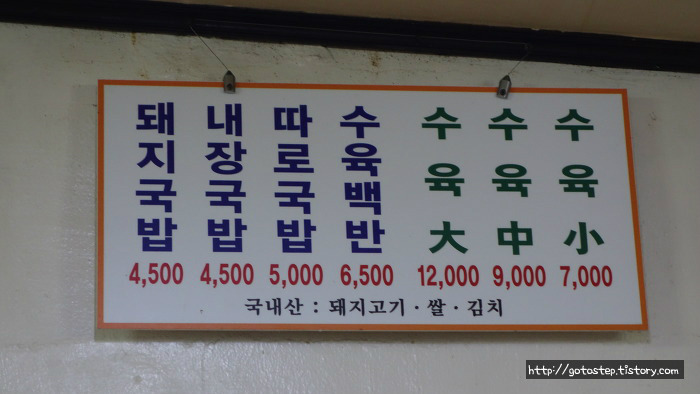 돼지국밥
내장국밥
따로국밥
수육백반
수육大
수육中
수육小
4,500
4,500
5,000
6,500
12,000
9,000
7,000
국내산 : 돼지고기 · 쌀 · 김치
http://gotostep.tistory.com